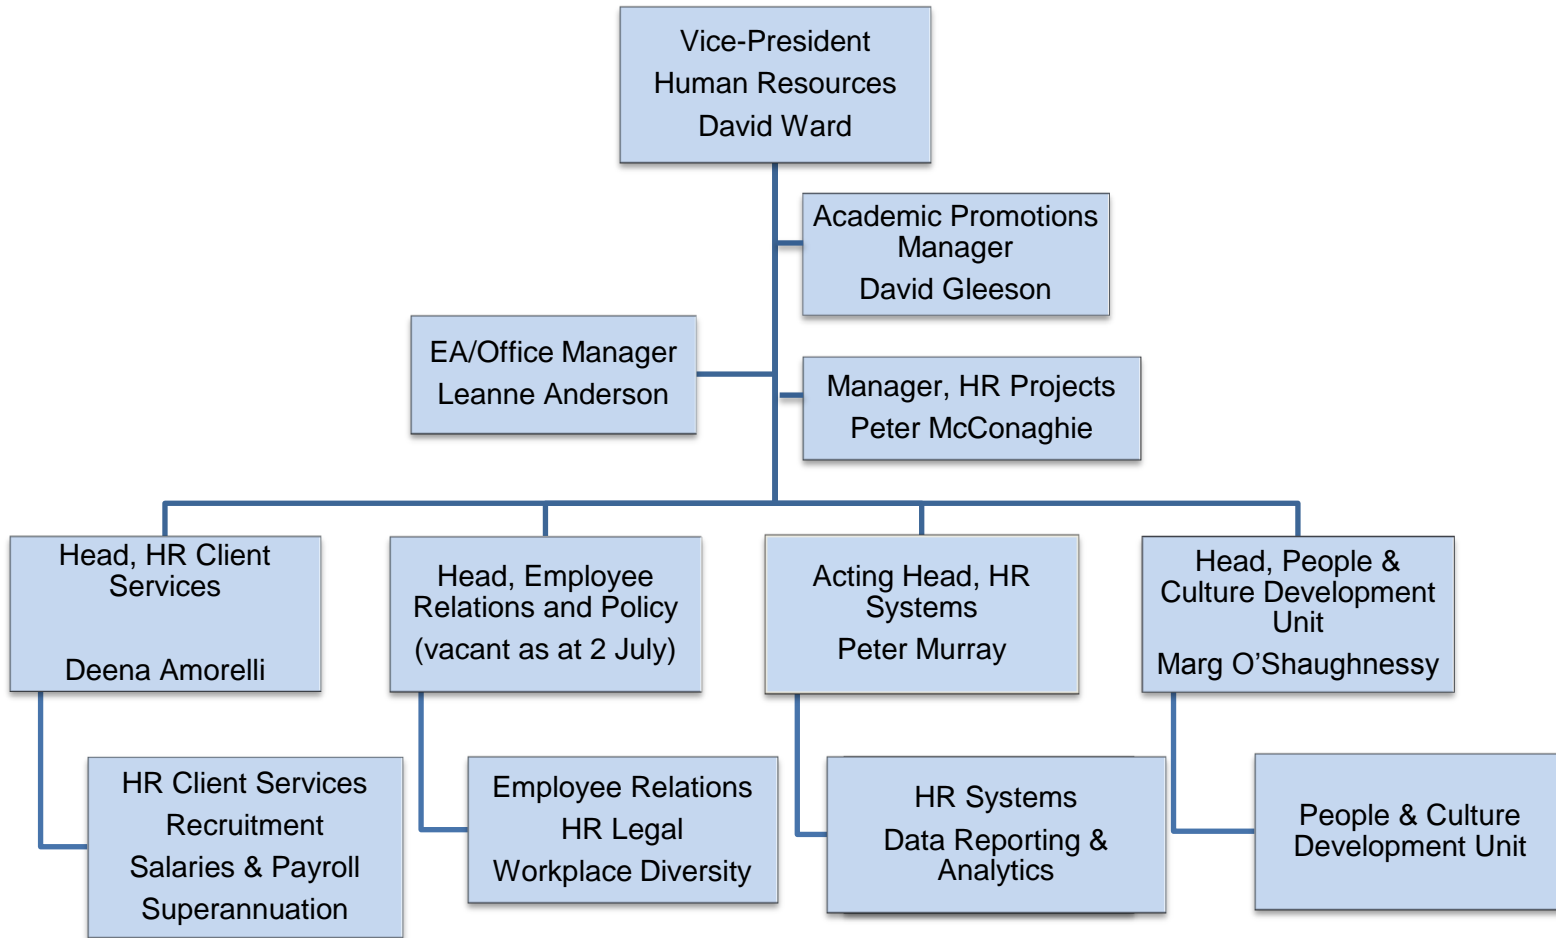 Vice-President
Human Resources
David Ward
Academic Promotions
Manager
David Gleeson
EA/Office Manager
Leanne Anderson
Manager, HR Projects
Peter McConaghie
Head, HR Client
Services
Deena Amorelli
Head, Employee
Relations and Policy
(vacant as at 2 July)
Acting Head, HR
Systems
Peter Murray
Head, People &
Culture Development
Unit
Marg O’Shaughnessy
HR Client Services
Recruitment
Salaries & Payroll
Superannuation
Employee Relations
HR Legal
Workplace Diversity
HR Systems
Data Reporting &
Analytics
People & Culture
Development Unit